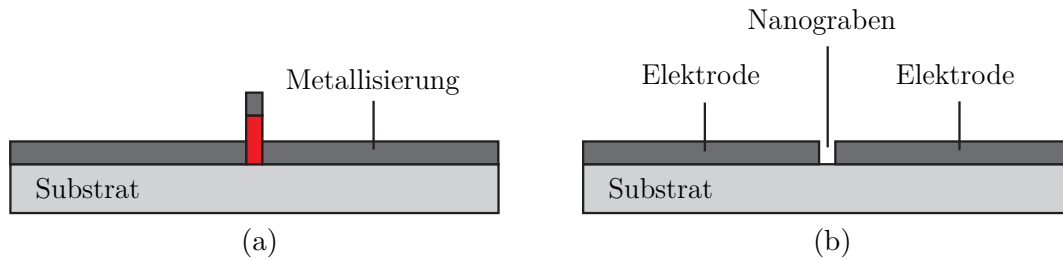 Metallisierung
Substrat
(a)
Nanograben
Elektrode
Elektrode
Substrat
(b)